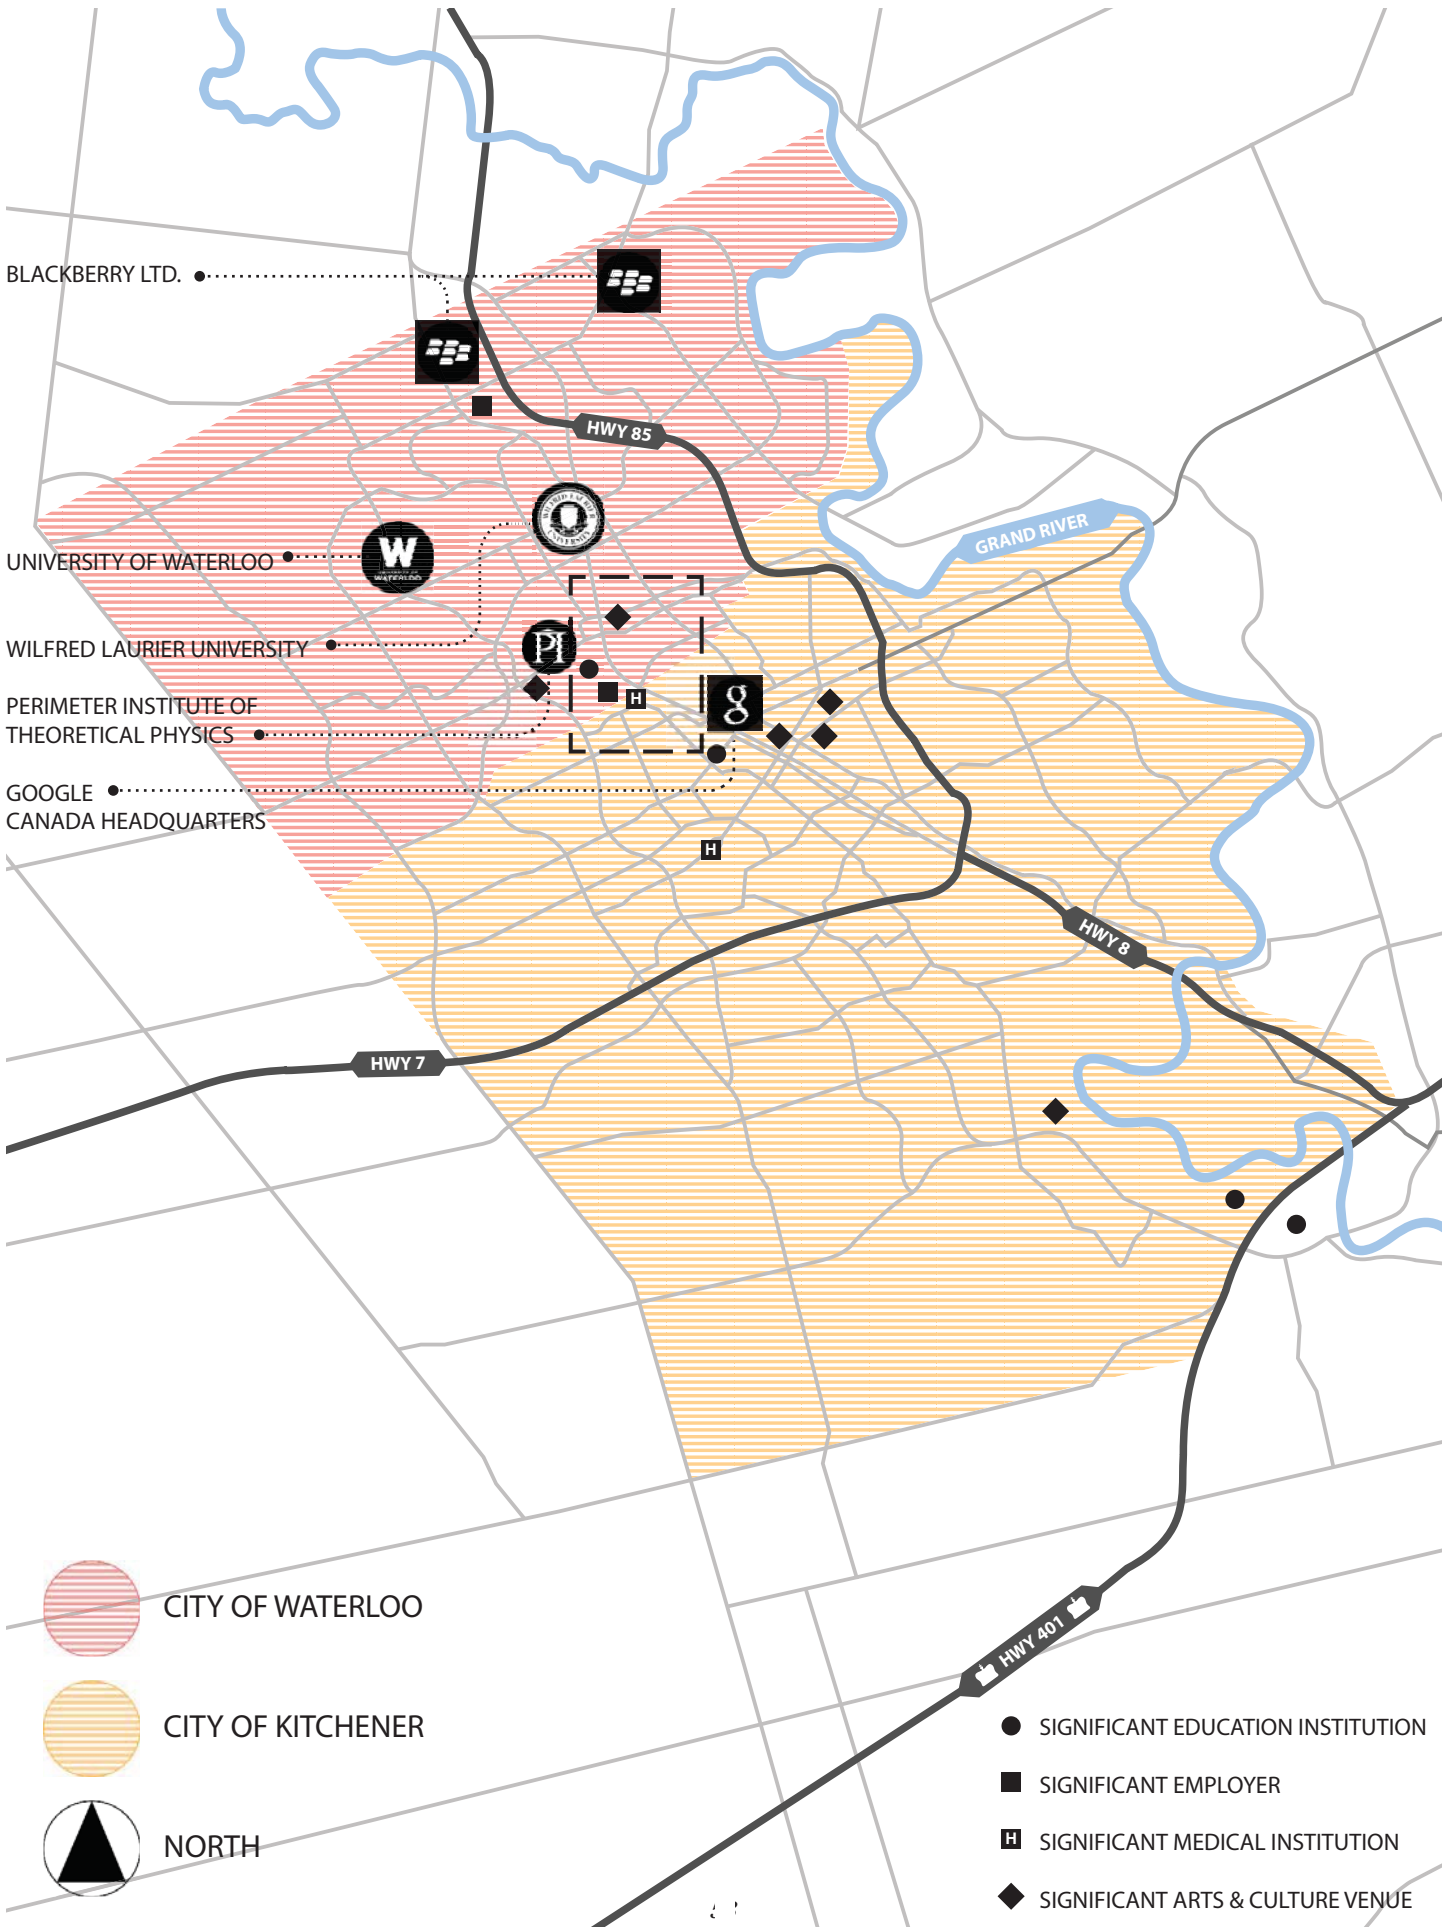 BLACKBERRY LTD.
HWY 85
UNIVERSITY OF WATERLOO
W
WATERLOO
WILFRED LAURIER UNIVERSITY
GRAND RIVER
PI
PERIMETER INSTITUTE OF
THEORETICAL PHYSICS
H
g
GOOGLE
CANADA HEADQUARTERS
H
HWY 8
HWY 7
HWY 401
CITY OF WATERLOO
CITY OF KITCHENER
NORTH
SIGNIFICANT EDUCATION INSTITUTION
SIGNIFICANT EMPLOYER
H SIGNIFICANT MEDICAL INSTITUTION
SIGNIFICANT ARTS & CULTURE VENUE